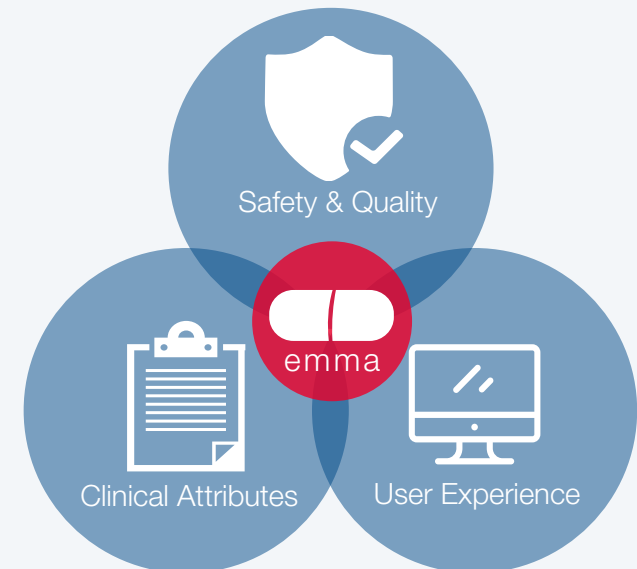 Safety & Quality
emma
Clinical Attributes
User Experience